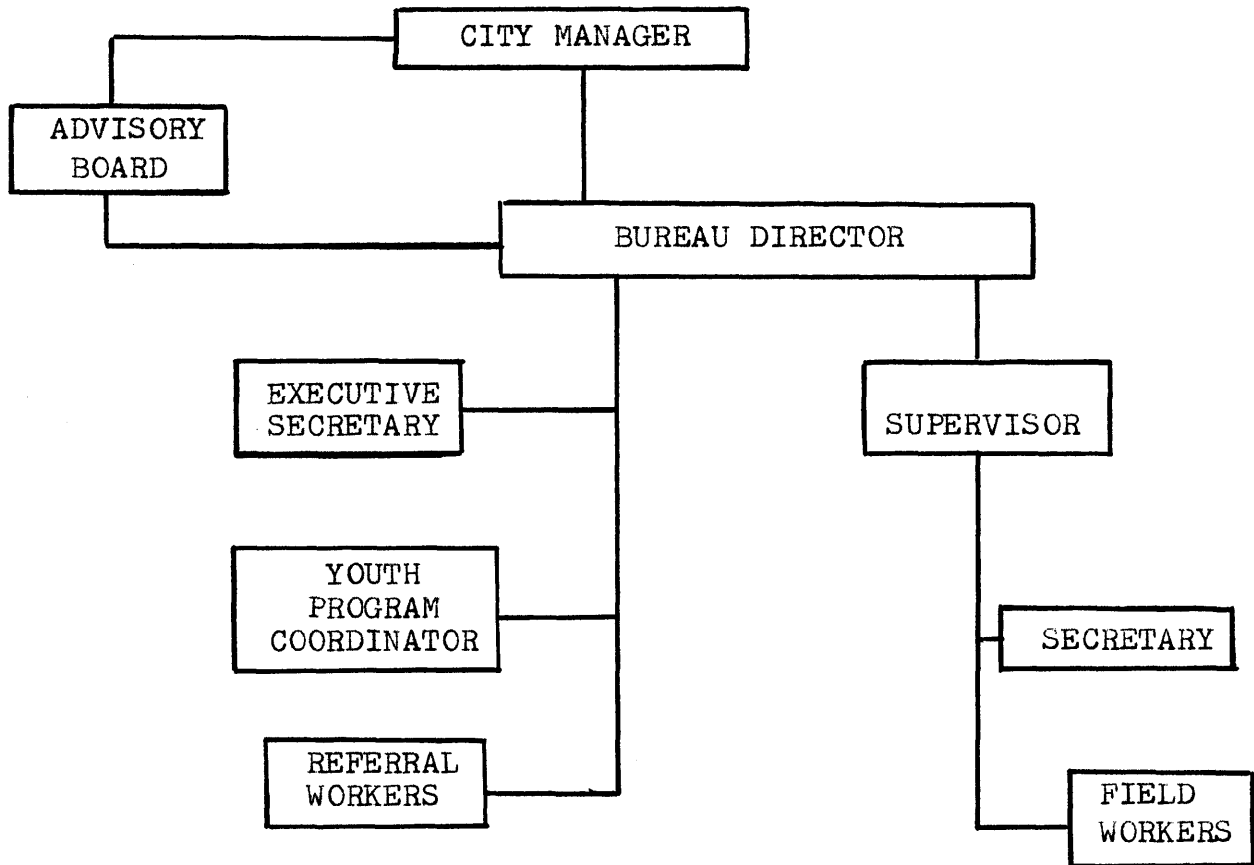 CITY MANAGER
ADVISORY
BOARD
BUREAU DIRECTOR
EXECUTIVE
SECRETARY
SUPERVISOR
YOUTH
PROGRAM
COORDINATOR
SECRETARY
REFERRAL
WORKERS
FIELD
WORKERS